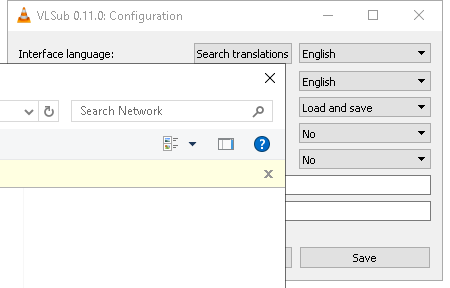 VLSub 0.11.0: Configuration
Interface language:
Search translations
English
English
Search Network
Load and save
No
?
No
Save